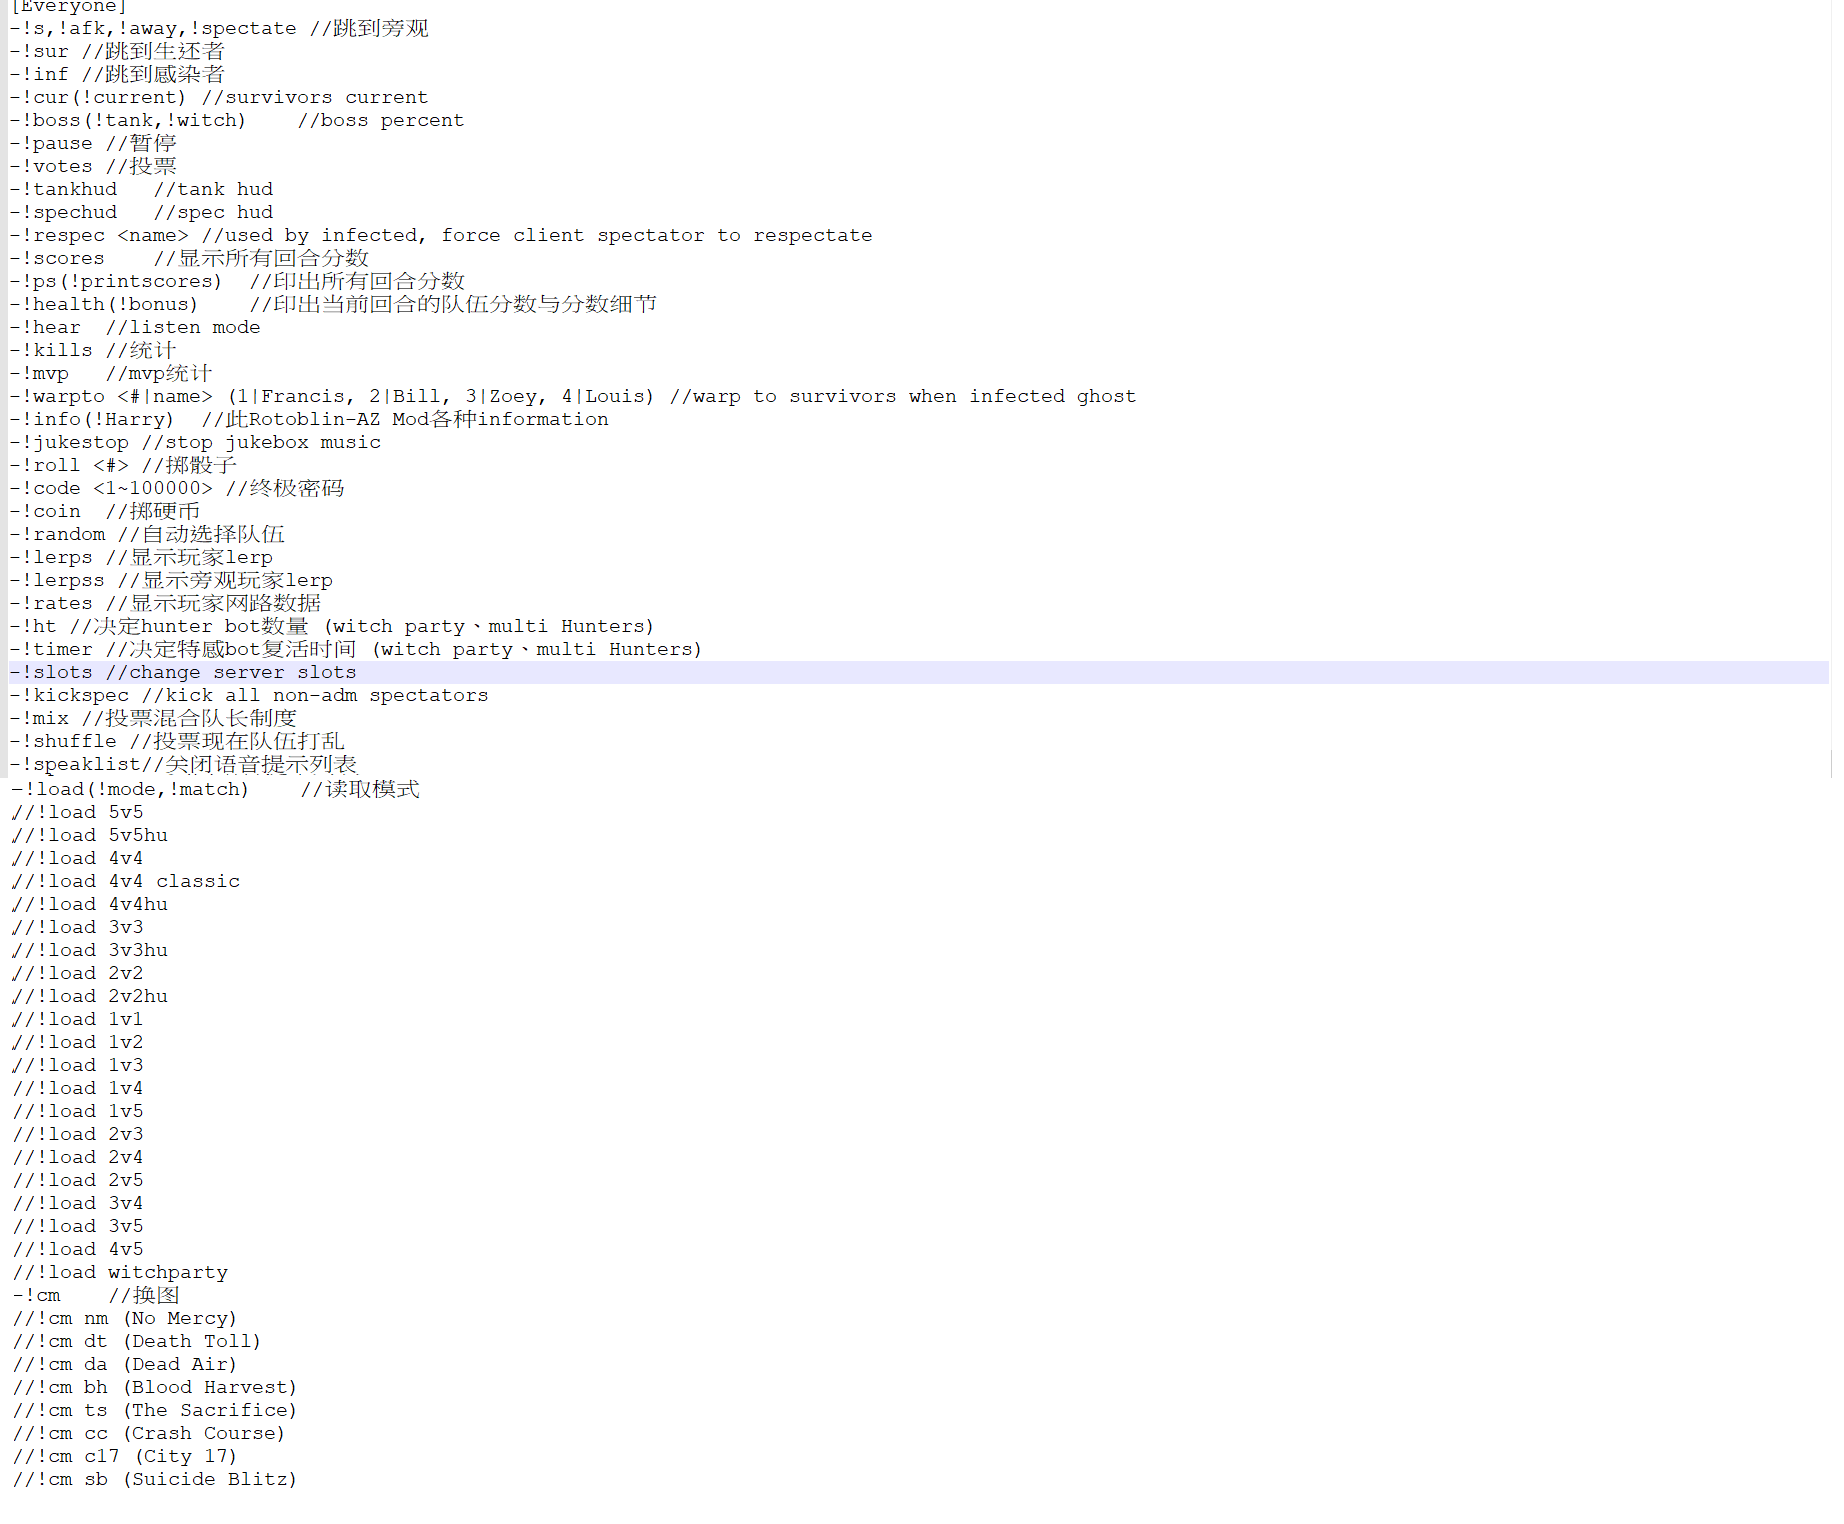 [Everyone]
-!s,!afk,!away,!spectate //跳到旁观
-!sur //跳到生还者
-!inf //跳到感染者
-!cur(!current) //survivors current
-!boss(!tank,!witch)    //boss percent
-!pause //暂停
-!votes //投票
-!tankhud   //tank hud
-!spechud   //spec hud
-!respec <name> //used by infected, force client spectator to respectate
-!scores    //显示所有回合分数
-!ps(!printscores)  //印出所有回合分数
-!health(!bonus)    //印出当前回合的队伍分数与分数细节
-!hear  //listen mode
-!kills //统计
-!mvp   //mvp统计
-!warpto <#|name> (1|Francis, 2|Bill, 3|Zoey, 4|Louis) //warp to survivors when infected ghost
-!info(!Harry)  //此Rotoblin-AZ Mod各种information
-!jukestop //stop jukebox music
-!roll <#> //掷骰子
-!code <1~100000> //终极密码
-!coin  //掷硬币
-!random //自动选择队伍
-!lerps //显示玩家lerp
-!lerpss //显示旁观玩家lerp
-!rates //显示玩家网路数据
-!ht //决定hunter bot数量 (witch party、multi Hunters)
-!timer //决定特感bot复活时间 (witch party、multi Hunters)
-!slots //change server slots
-!kickspec //kick all non-adm spectators
-!mix //投票混合队长制度
-!shuffle //投票现在队伍打乱
-!speaklist//关闭语音提示列表
-!load(!mode,!match)    //读取模式
//!load 5v5
//!load 5v5hu
//!load 4v4
//!load 4v4 classic
//!load 4v4hu
//!load 3v3
//!load 3v3hu
//!load 2v2
//!load 2v2hu
//!load 1v1
//!load 1v2
//!load 1v3
//!load 1v4
//!load 1v5
//!load 2v3
//!load 2v4
//!load 2v5
//!load 3v4
//!load 3v5
//!load 4v5
//!load witchparty
-!cm    //换图
//!cm nm (No Mercy)
//!cm dt (Death Toll)
//!cm da (Dead Air)
//!cm bh (Blood Harvest)
//!cm ts (The Sacrifice)
//!cm cc (Crash Course)
//!cm c17 (City 17)
//!cm sb (Suicide Blitz)